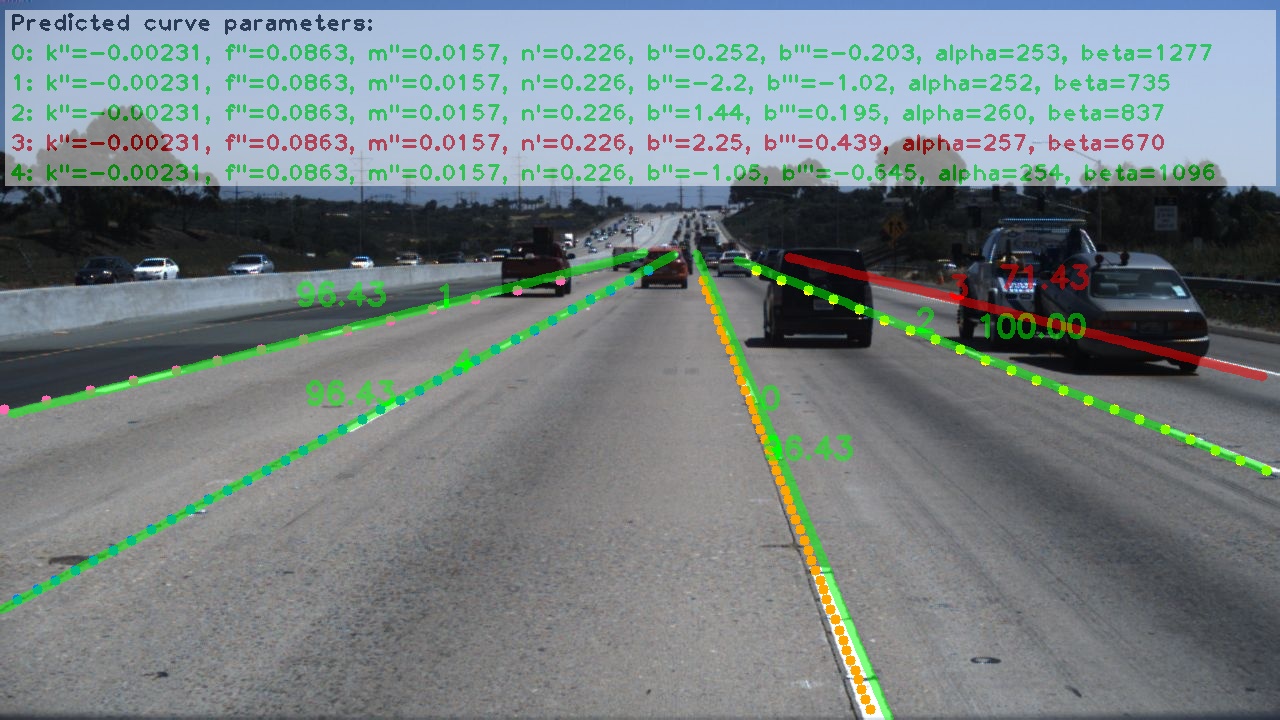 Predicted curve parameters:
0: k''=-0.00231, f''=0.0863, m''=0.0157, n'=0.226, b''=0.252, b'''=-0.203, alpha=253, beta=1277
1: k''=-0.00231, f''=0.0863, m''=0.0157, n'=0.226, b''=-2.2, b'''=-1.02, alpha=252, beta=735
2: k''=-0.00231, f''=0.0863, m''=0.0157, n'=0.226, b''=1.44, b'''=0.195, alpha=260, beta=837
3: k''=-0.00231, f''=0.0863, m''=0.0157, n'=0.226, b''=2.25, b'''=0.439, alpha=257, beta=670
4: k''=-0.00231, f''=0.0863, m''=0.0157, n'=0.226, b''=-1.05, b'''=-0.645, alpha=254, beta=1096
96.43 1
3 71.43
2 100.00
4
96.43
0
96.43